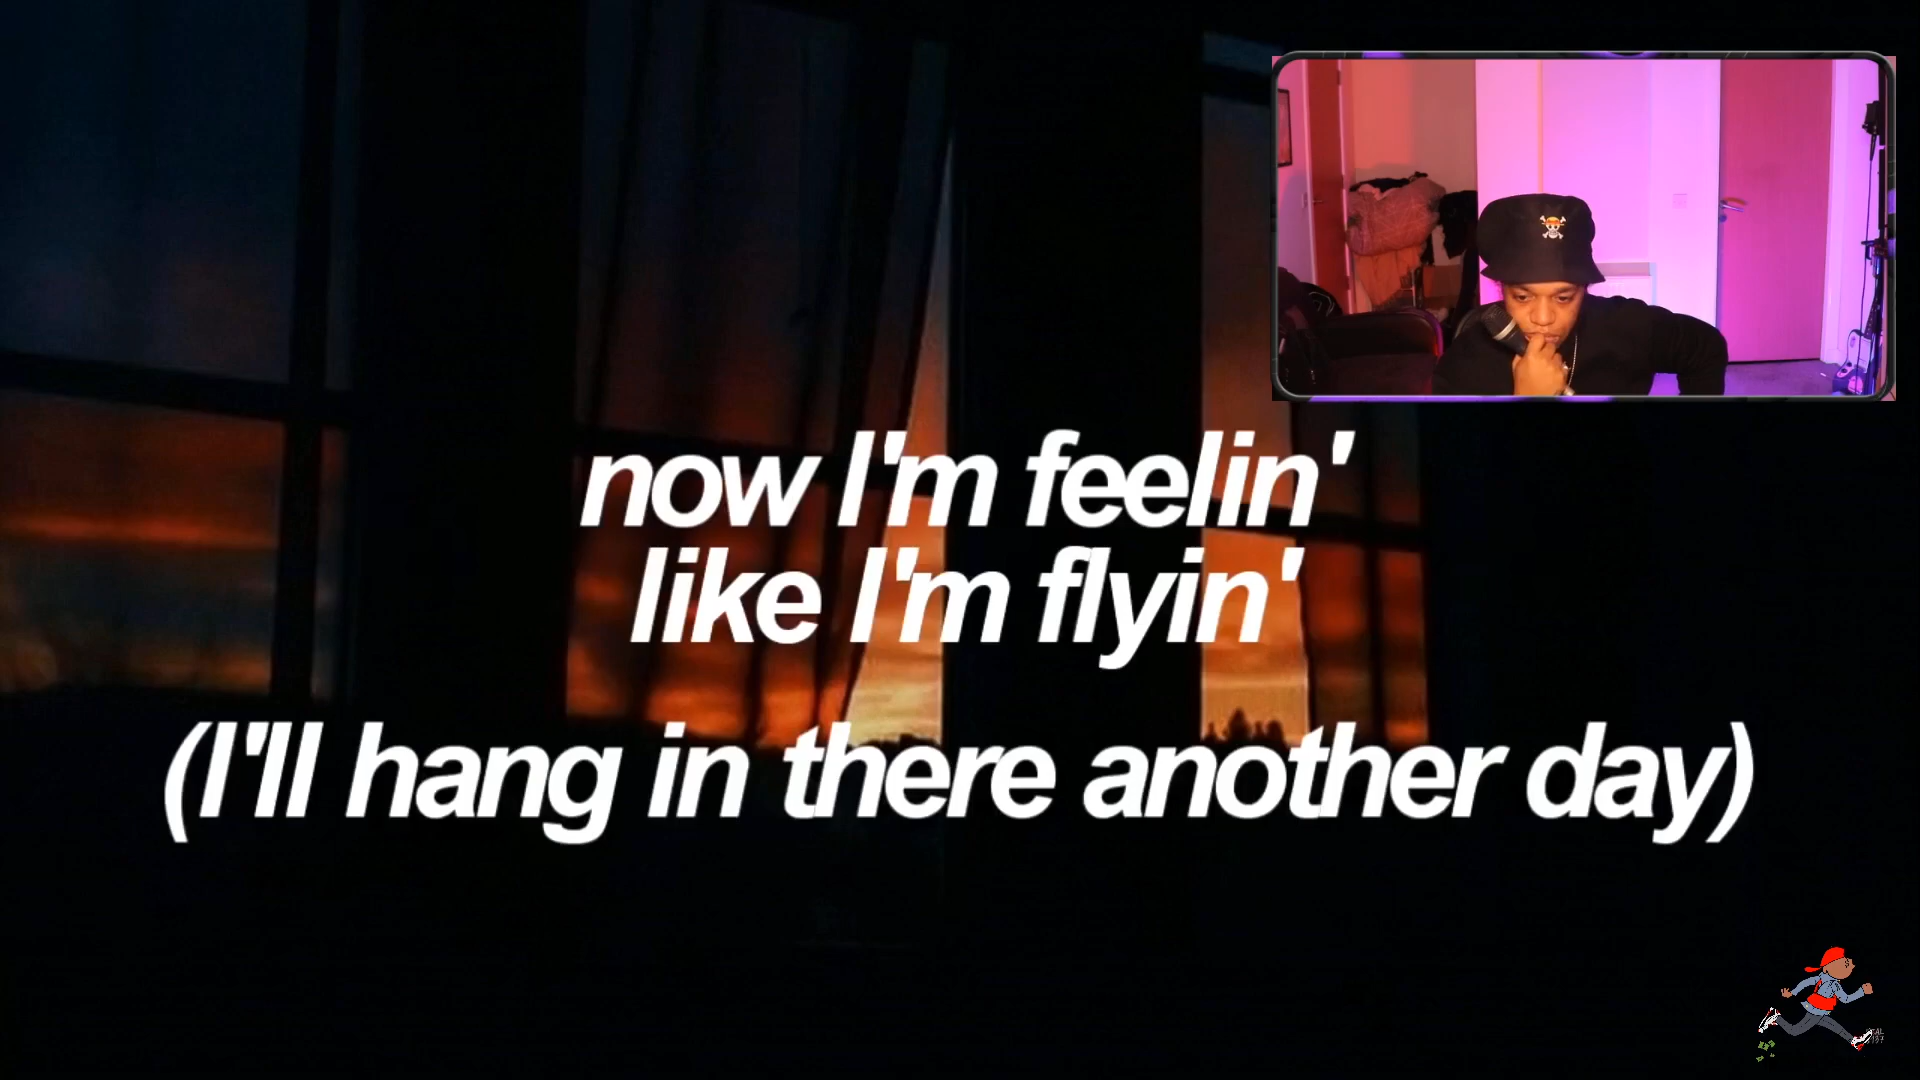 now I'm feelin'
like I'm flyin'
(I'll hang in there another day)